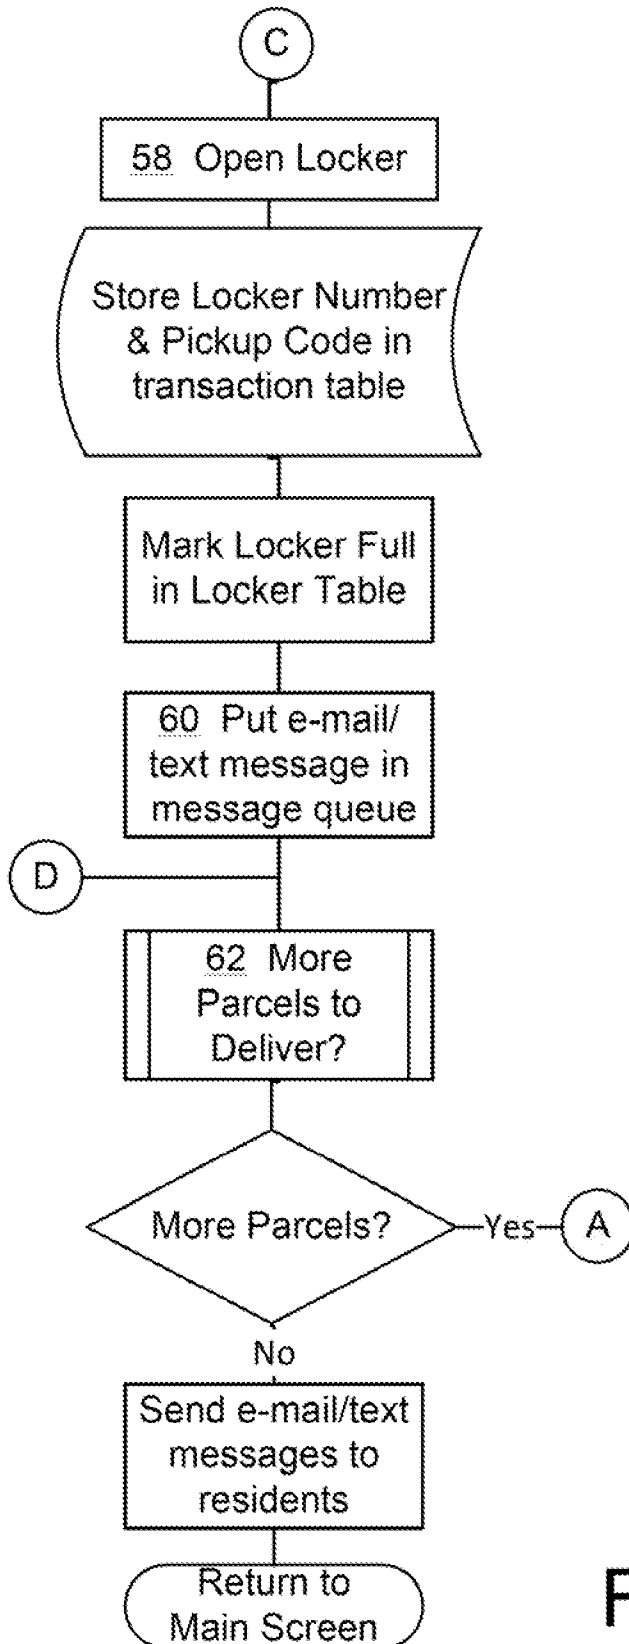 C
58 Open Locker
Store Locker Number
& Pickup Code in
transaction table
Mark Locker Full
in Locker Table
60 Put e-mail/
text message in
message queue
D
62 More
Parcels to
Deliver?
More Parcels?
Yes
A
No
Send e-mail/text
messages to
residents
Return to
Main Screen
F